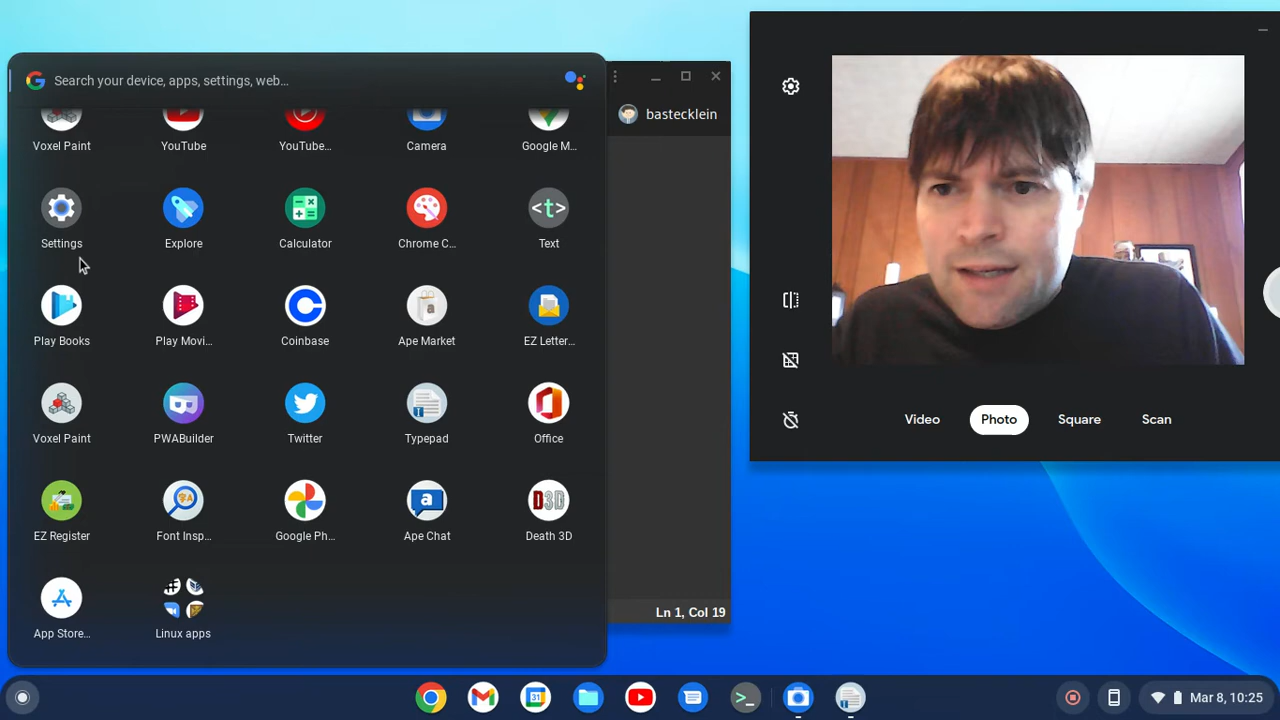 Search your device, apps, settings, web...
bastecklein
Voxel Paint
YouTube
YouTube...
Camera
Google M...
Settings
Explore
Calculator
Chrome C...
<t>
Text
Play Books
Play Movi...
Coinbase
Ape Market
EZ Letter...
Voxel Paint
PWABuilder
Twitter
Typepad
Office
EZ Register
Font Insp...
Google Ph...
Ape Chat
D3D
Death 3D
App Store...
Linux apps
Ln 1, Col 19
Video
Photo
Square
Scan
31
Mar 8, 10:25